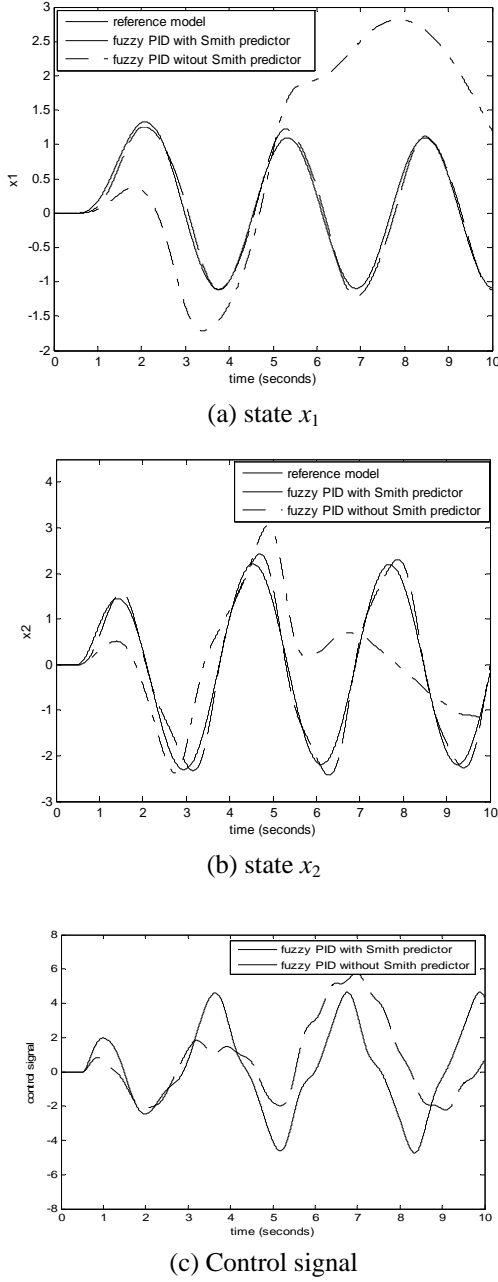 reference model
fuzzy PID with Smith predictor
fuzzy PID witout Smith predictor
3
2.5
2
1.5
1
0.5
0
-0.5
-1
-1.5
-2
x1
0 1 2 3 4 5 6 7 8 9 10
time (seconds)
(a) state x1
reference model
fuzzy PID with Smith predictor
fuzzy PID without Smith predictor
4
3
2
1
0
-1
-2
-3
x2
0 1 2 3 4 5 6 7 8 9 10
time (seconds)
(b) state x2
fuzzy PID with Smith predictor
fuzzy PID without Smith predictor
8
6
4
2
0
-2
-4
-6
-8
control signal
0 1 2 3 4 5 6 7 8 9 10
time (seconds)
(c) Control signal